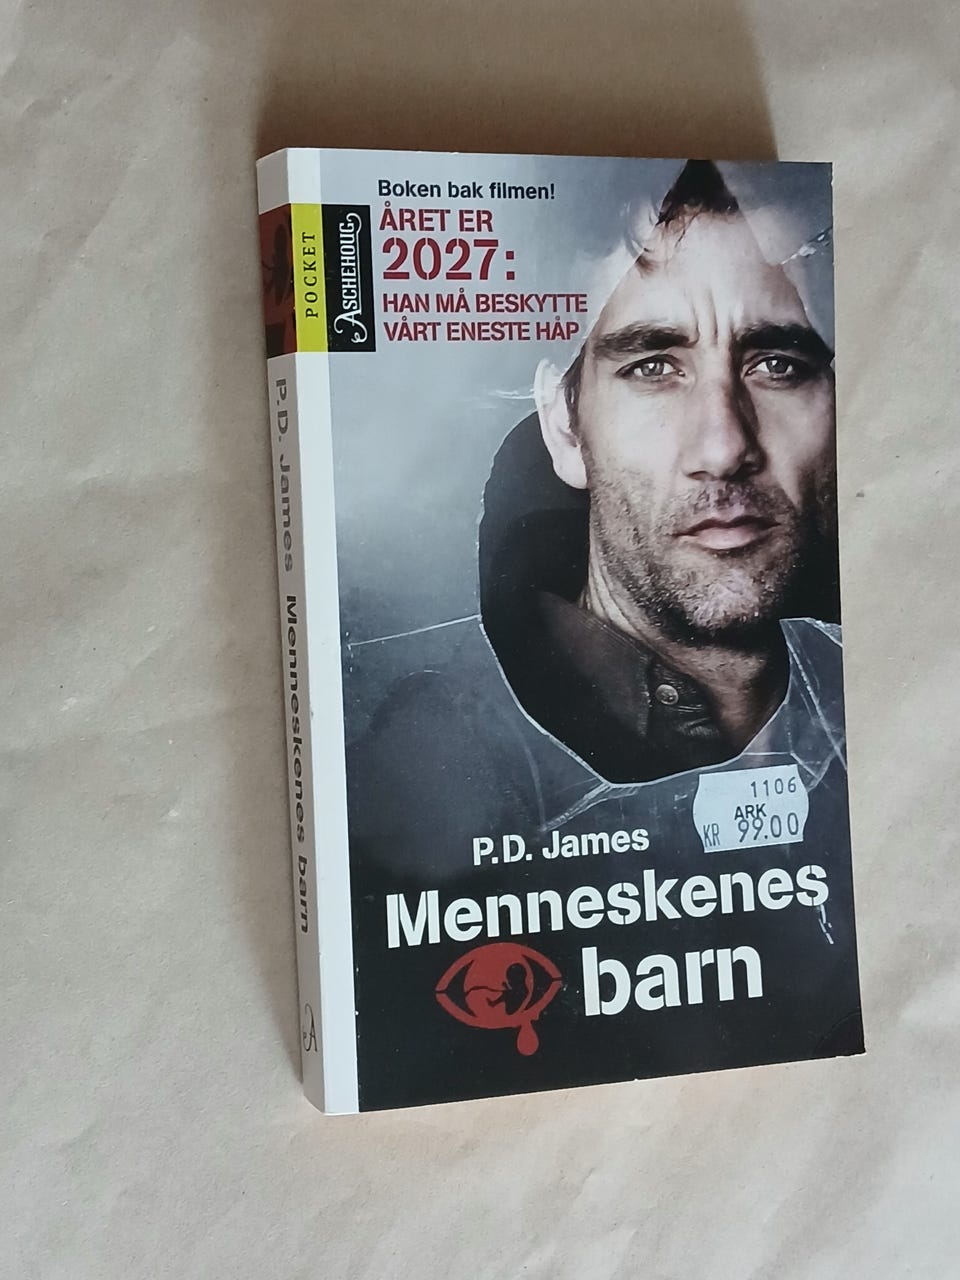 Boken bak filmen!
ÅRET ER
2027:
HAN MÅ BESKYTTE
VÅRT ENESTE HÅP
POCKET
ASCHEHOUG
P.D. James Menneskenes barn
A
1106
ARK
KR 99.00
P.D. James
Menneskenes
barn